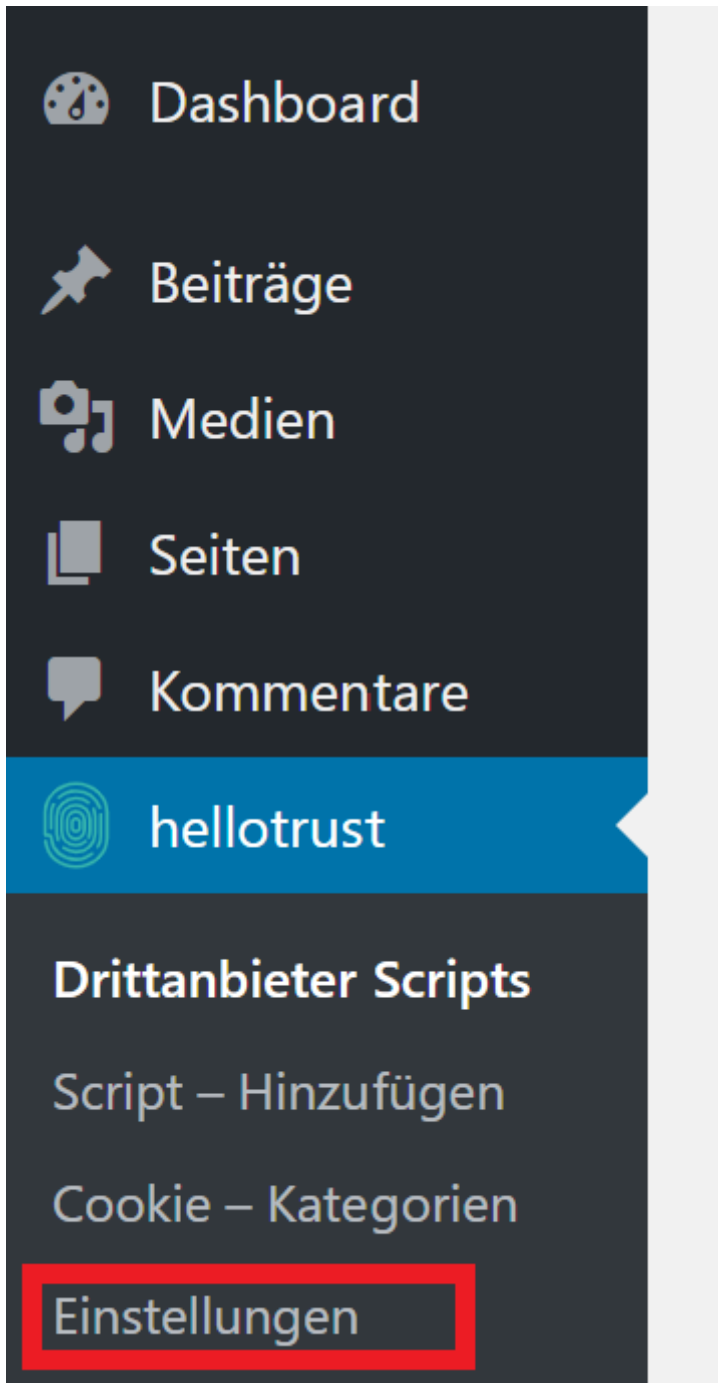 Dashboard
Beiträge
Medien
Seiten
Kommentare
hellotrust
Drittanbieter Scripts
Script – Hinzufügen
Cookie – Kategorien
Einstellungen